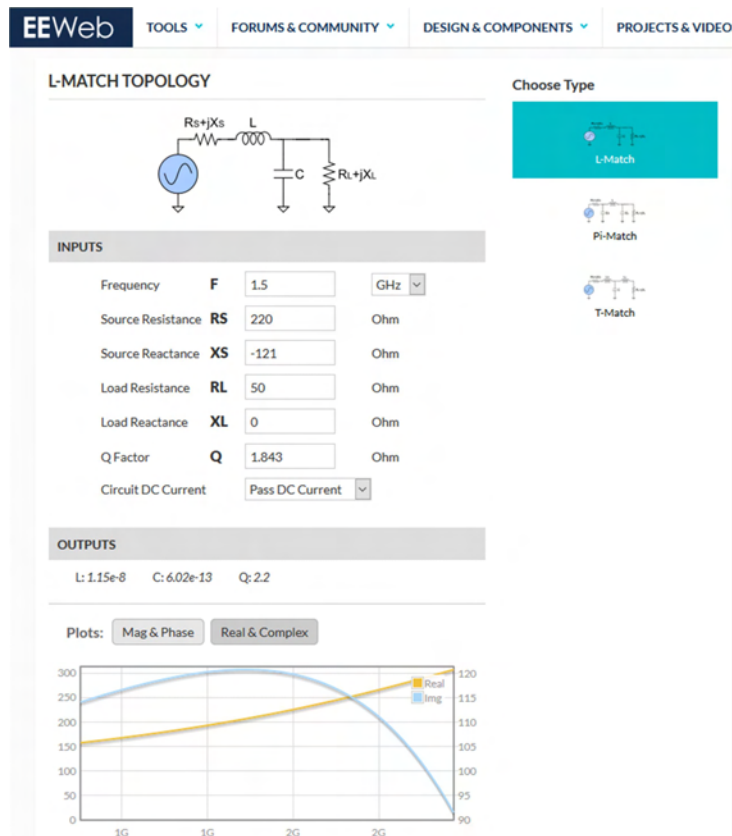 EEWeb TOOLS FORUMS & COMMUNITY DESIGN & COMPONENTS PROJECTS & VIDEO
L-MATCH TOPOLOGY
Rs+jXs L
C RL+jXL
INPUTS
Frequency F 1.5 GHz
Source Resistance RS 220 Ohm
Source Reactance XS -121 Ohm
Load Resistance RL 50 Ohm
Load Reactance XL 0 Ohm
Q Factor Q 1.843 Ohm
Circuit DC Current Pass DC Current
OUTPUTS
L: 1.15e-8 C: 6.02e-13 Q: 2.2
Plots: Mag & Phase Real & Complex
300 120
Real
250 Img 115
200 110
150 105
100 100
50 95
0 90
1G 1G 2G 2G
Choose Type
L-Match
Pi-Match
T-Match